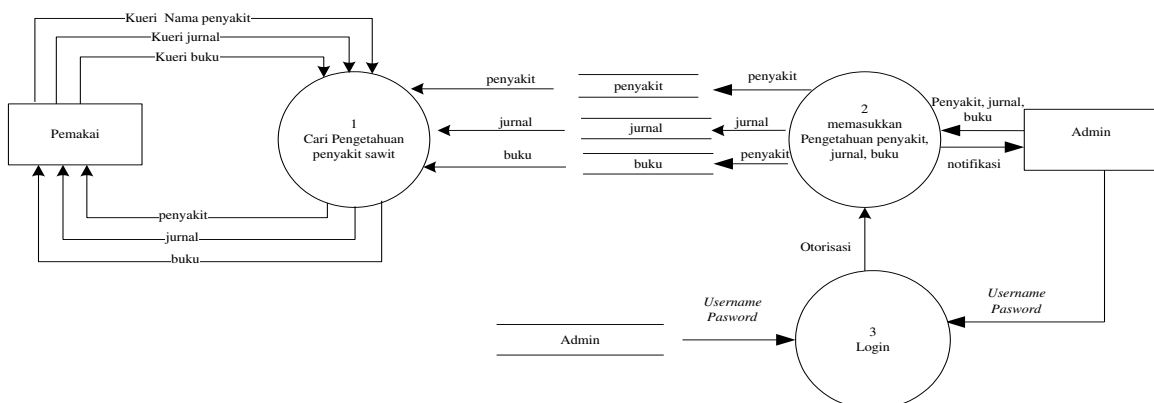 Kueri Nama penyakit
Kueri jurnal
Kueri buku
Pemakai
1
Cari Pengetahuan
penyakit sawit
penyakit
jurnal
buku
penyakit
jurnal
buku
penyakit
jurnal
buku
penyakit
jurnal
penyakit
2
memasukkan
Pengetahuan penyakit,
jurnal, buku
Penyakit, jurnal,
buku
notifikasi
Admin
Otorisasi
Username
Pasword
Username
Pasword
Admin
3
Login